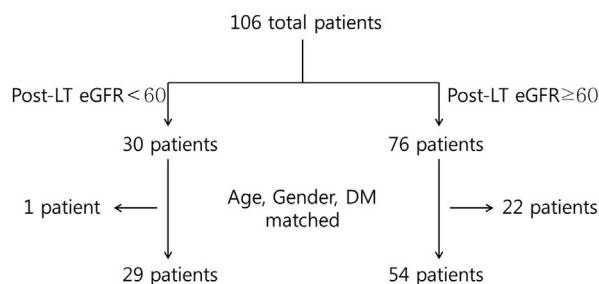 106 total patients
Post-LT eGFR<60
Post-LT eGFR≥60
30 patients
76 patients
1 patient
Age, Gender, DM
matched
22 patients
29 patients
54 patients